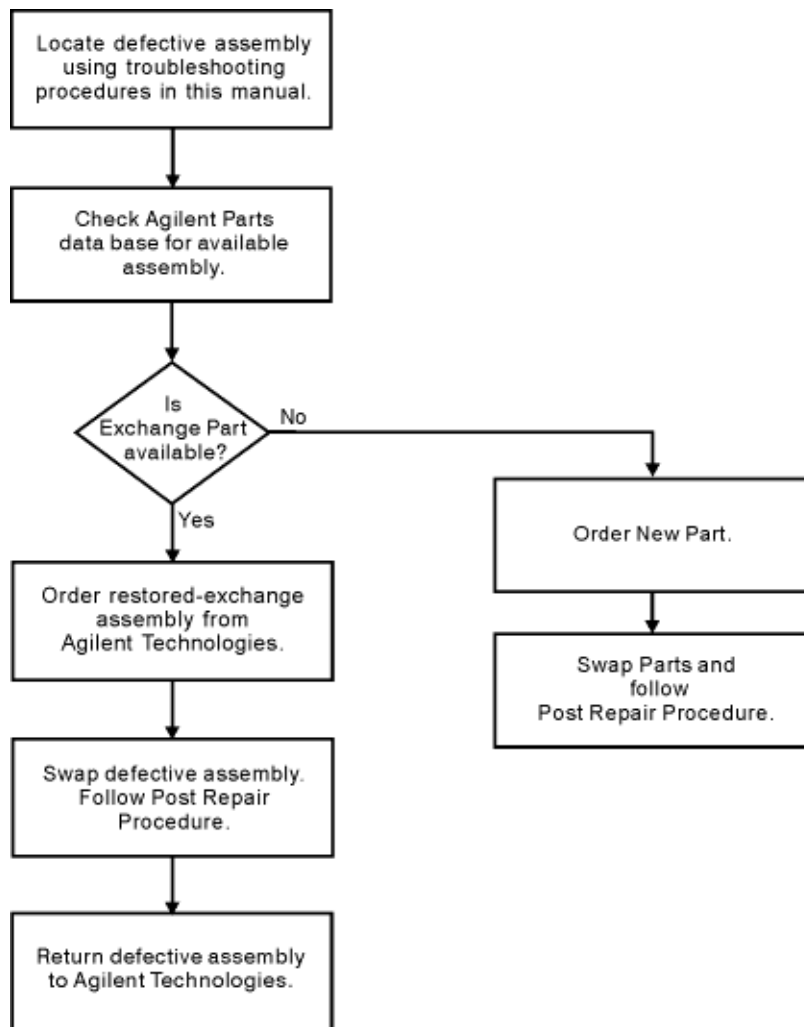 Locate defective assembly
using troubleshooting
procedures in this manual.
Check Agilent Parts
data base for available
assembly.
Is
Exchange Part
available?
No
Yes
Order New Part.
Order restored-exchange
assembly from
Agilent Technologies.
Swap Parts and
follow
Post Repair Procedure.
Swap defective assembly.
Follow Post Repair
Procedure.
Return defective assembly
to Agilent Technologies.